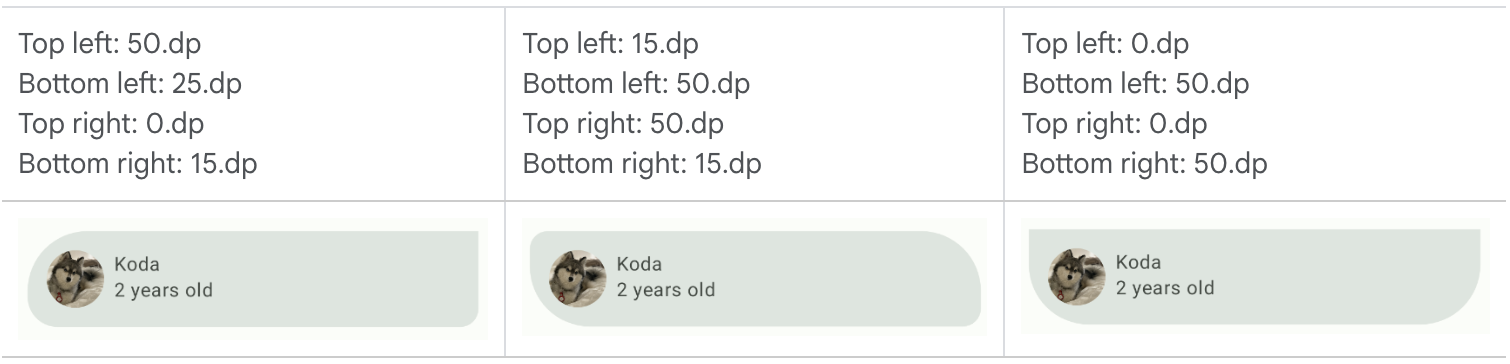 Top left: 50.dp
Bottom left: 25.dp
Top right: 0.dp
Bottom right: 15.dp
Top left: 15.dp
Bottom left: 50.dp
Top right: 50.dp
Bottom right: 15.dp
Top left: 0.dp
Bottom left: 50.dp
Top right: 0.dp
Bottom right: 50.dp
Koda
2 years old
Koda
2 years old
Koda
2 years old